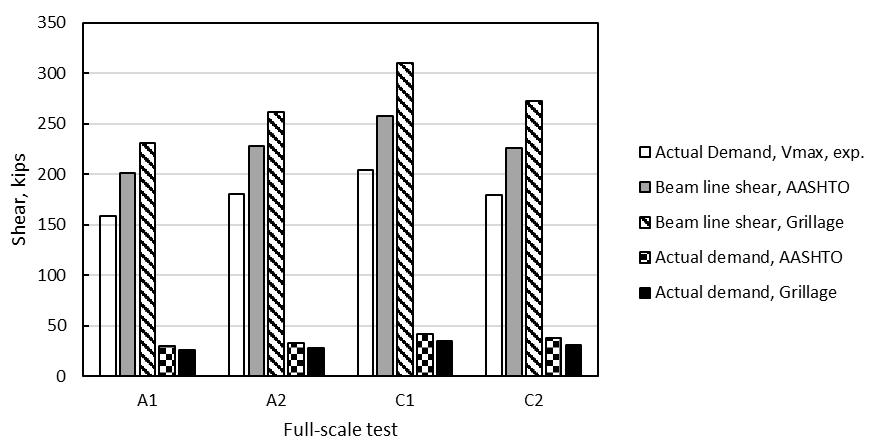 350
300
250
200
150
100
50
0
Shear, kips
A1 A2 C1 C2
Full-scale test
Actual Demand, Vmax, exp.
Beam line shear, AASHTO
Beam line shear, Grillage
Actual demand, AASHTO
Actual demand, Grillage